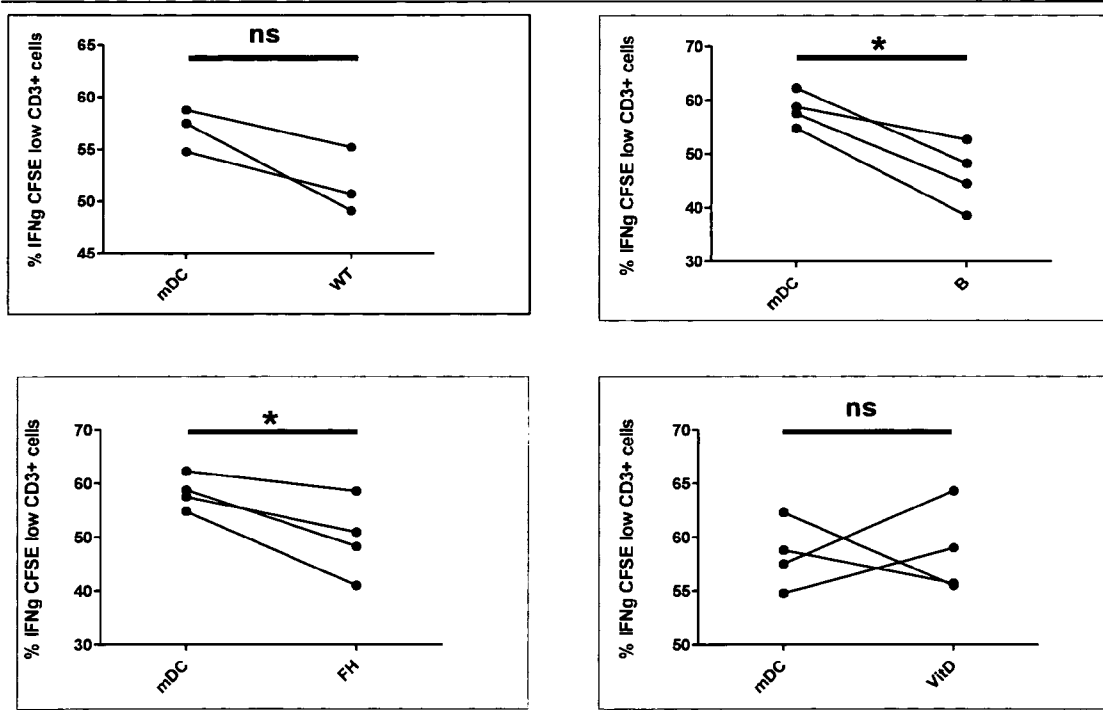 ns
% IFNg CFSE low CD3+ cells
65
60
55
50
45
mDC
WT
*
% IFNg CFSE low CD3+ cells
70
60
50
40
30
mDC
B
*
% IFNg CFSE low CD3+ cells
70
60
50
40
30
mDC
FH
ns
% IFNg CFSE low CD3+ cells
70
65
60
55
50
mDC
VitD